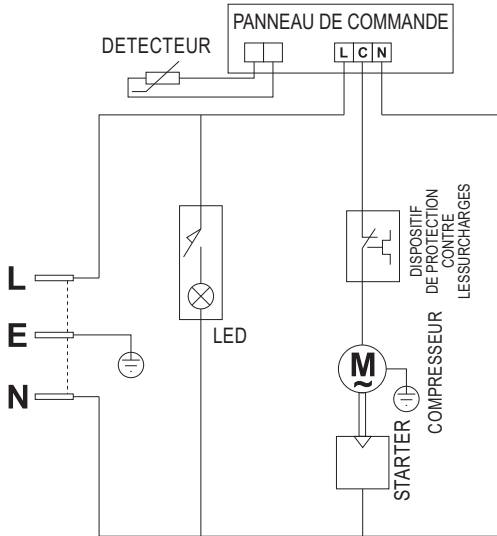 PANNEAU DE COMMANDE
DETECTEUR
L C N
DISPOSITIF
DE PROTECTION
CONTRE
LESSURCHARGES
L
LED
E
M
~
COMPRESSEUR
N
STARTER